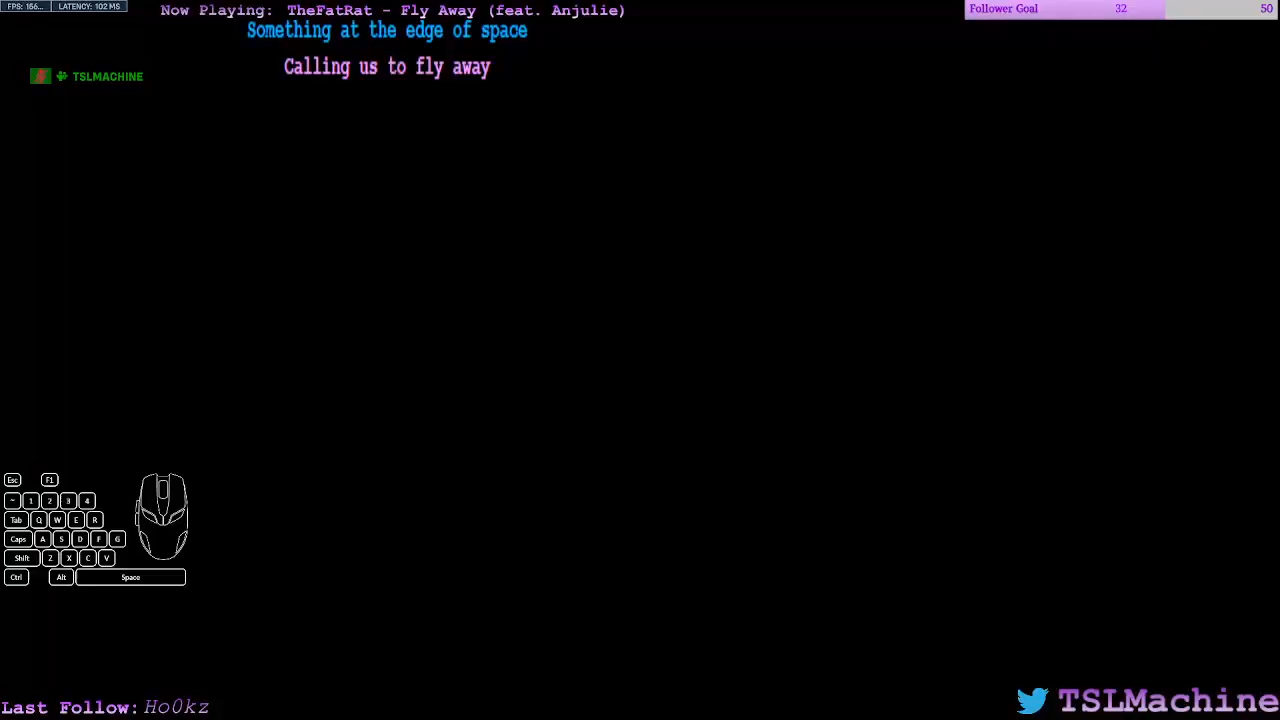 FPS: 156... LATENCY: 102 MS
Now Playing: TheFatRat - Fly Away (feat. Anjulie)
Follower Goal 32 50
Something at the edge of space
Calling us to fly away
TSLMACHINE
Esc F1
~ 1 2 3 4
Tab Q W E R
Caps A S D F G
Shift Z X C V
Ctrl Alt Space
Last Follow: Ho0kz
TSLMachine